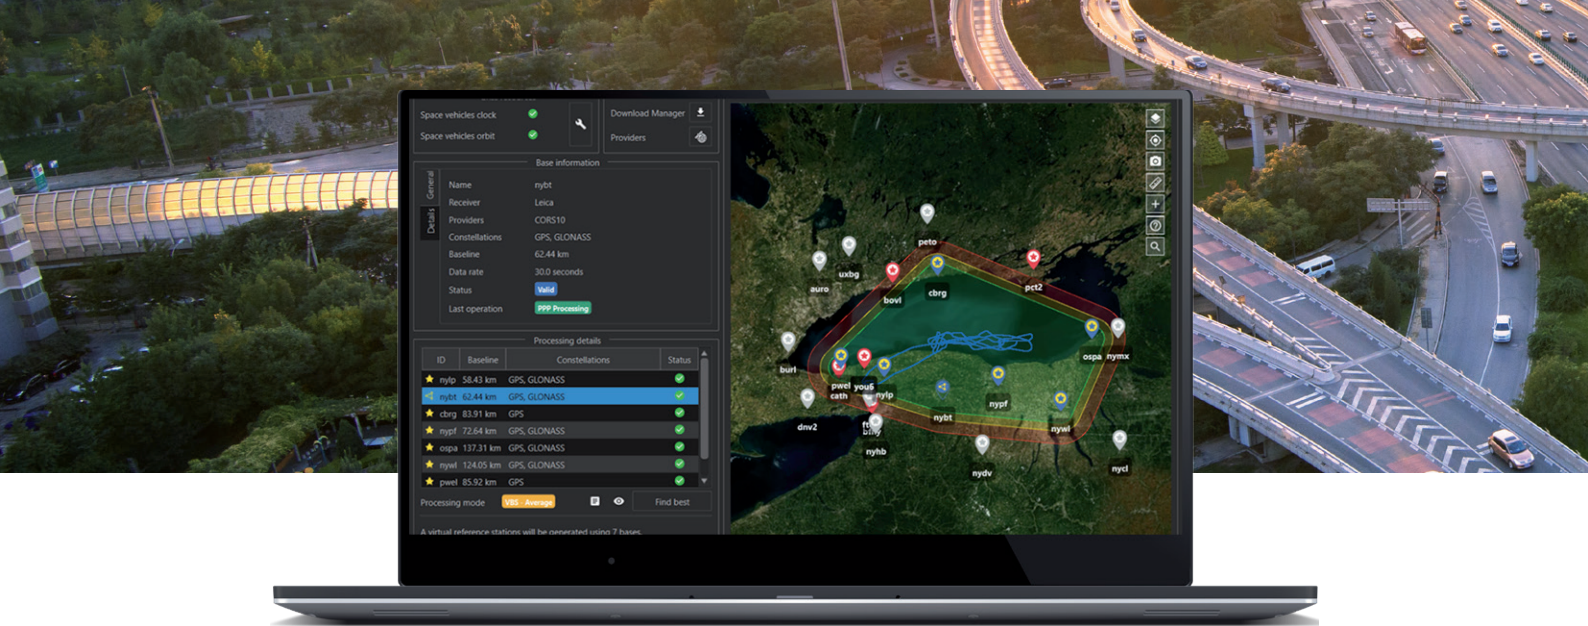 Space vehicles clock
Space vehicles orbit
Download Manager
Providers
Base information
General
Details
Name nybt
Receiver Leica
Providers CORS10
Constellations GPS, GLONASS
Baseline 62.44 km
Data rate 30.0 seconds
Status Valid
Last operation PPP Processing
Processing details
ID Baseline Constellations Status
nylp 58.43 km GPS, GLONASS
nybt 62.44 km GPS, GLONASS
cbrg 83.91 km GPS
nypf 72.64 km GPS, GLONASS
ospa 137.31 km GPS, GLONASS
nywl 124.05 km GPS, GLONASS
pwel 85.92 km GPS
Processing mode VBS - Average Find best
A virtual reference stations will be generated using 7 bases.
peto
uxbg
auro
bovl
cbrg
pct2
burl
ospa
nymx
pwel
you6
nylp
cath
nypf
nybt
dnv2
nywl
nyhb
nydv
nycl